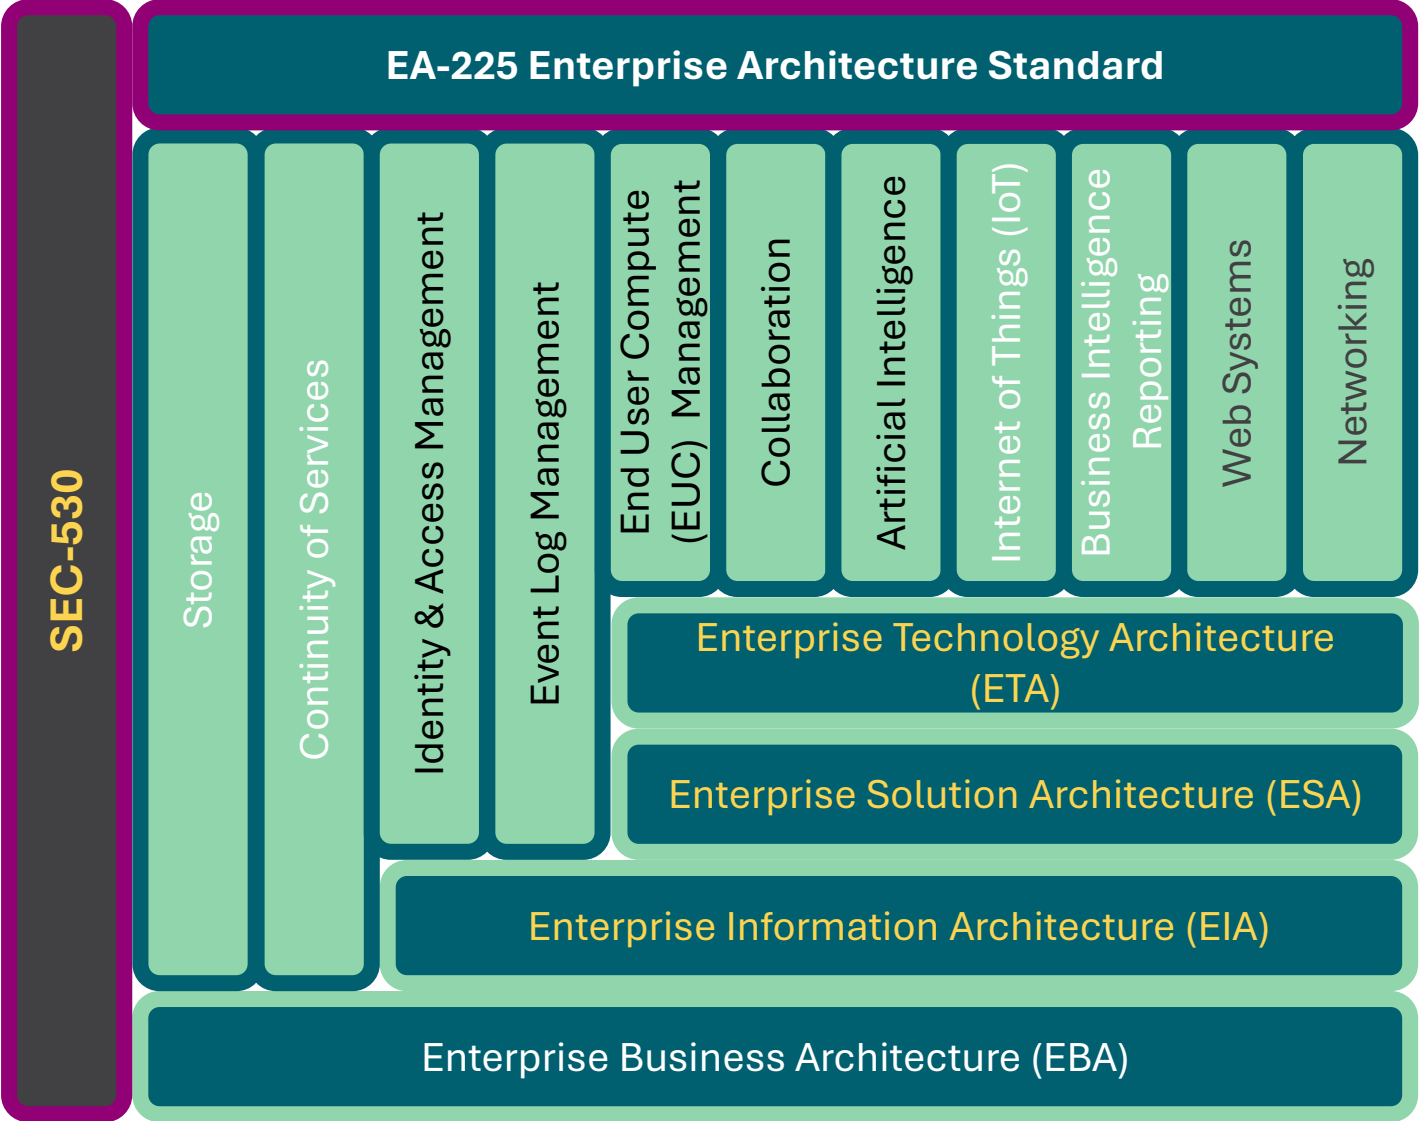 SEC-530
EA-225 Enterprise Architecture Standard
Storage
Continuity of Services
Identity & Access Management
Event Log Management
End User Compute
(EUC)  Management
Collaboration
Artificial Intelligence
Internet of Things (IoT)
Business Intelligence
Reporting
Web Systems
Networking
Enterprise Technology Architecture
(ETA)
Enterprise Solution Architecture (ESA)
Enterprise Information Architecture (EIA)
Enterprise Business Architecture (EBA)